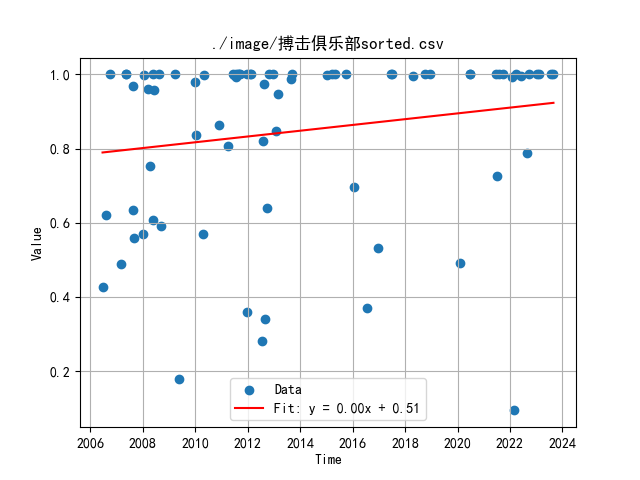 ./image/搏击俱乐部sorted.csv
1.0
0.8
0.6
0.4
0.2
Value
Data
Fit: y = 0.00x + 0.51
2006 2008 2010 2012 2014 2016 2018 2020 2022 2024
Time